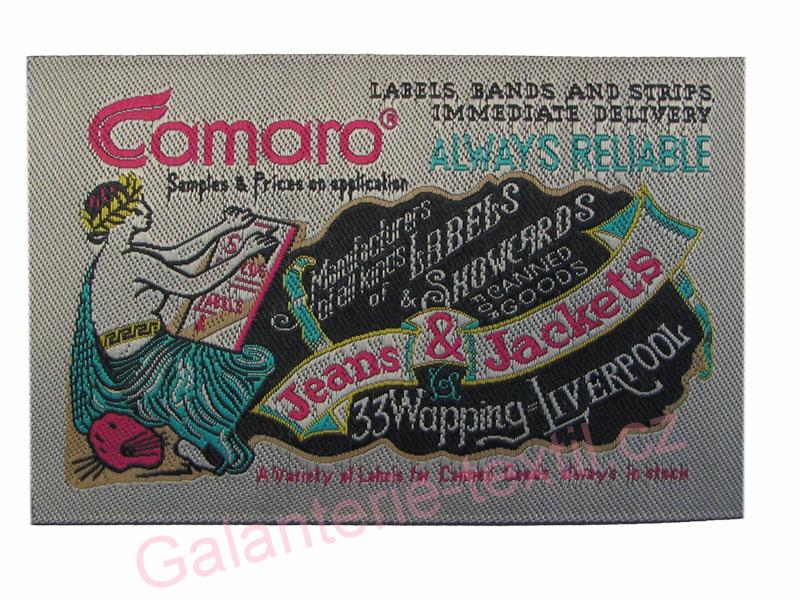 Camaro®
LABELS, BANDS AND STRIPS
IMMEDIATE DELIVERY
ALWAYS RELIABLE
Samples & Prices on application
Manufacturers
of all kinds
of
LABELS
& SHOWCARDS
CANNED
GOODS
LABELS
Jeans & Jackets
33 Wapping = LIVERPOOL
A Variety of Labels for Canned Goods always in stock
Galanterie-textil.cz